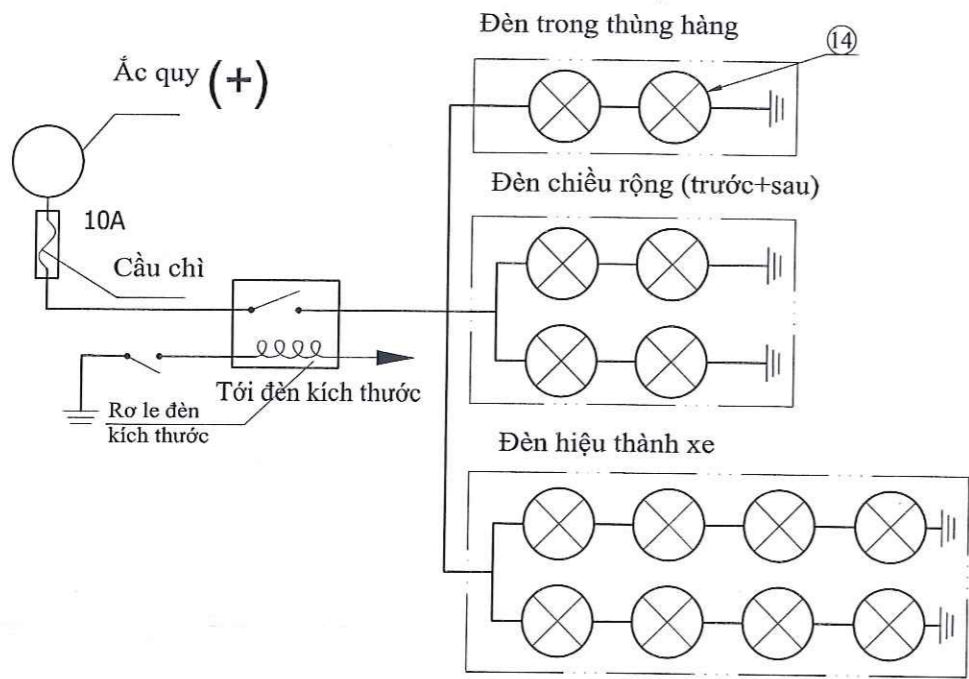 Đèn trong thùng hàng
14
Ắc quy (+)
Đèn chiều rộng (trước+sau)
10A
Cầu chì
Tới đèn kích thước
Rơ le đèn
kích thước
Đèn hiệu thành xe